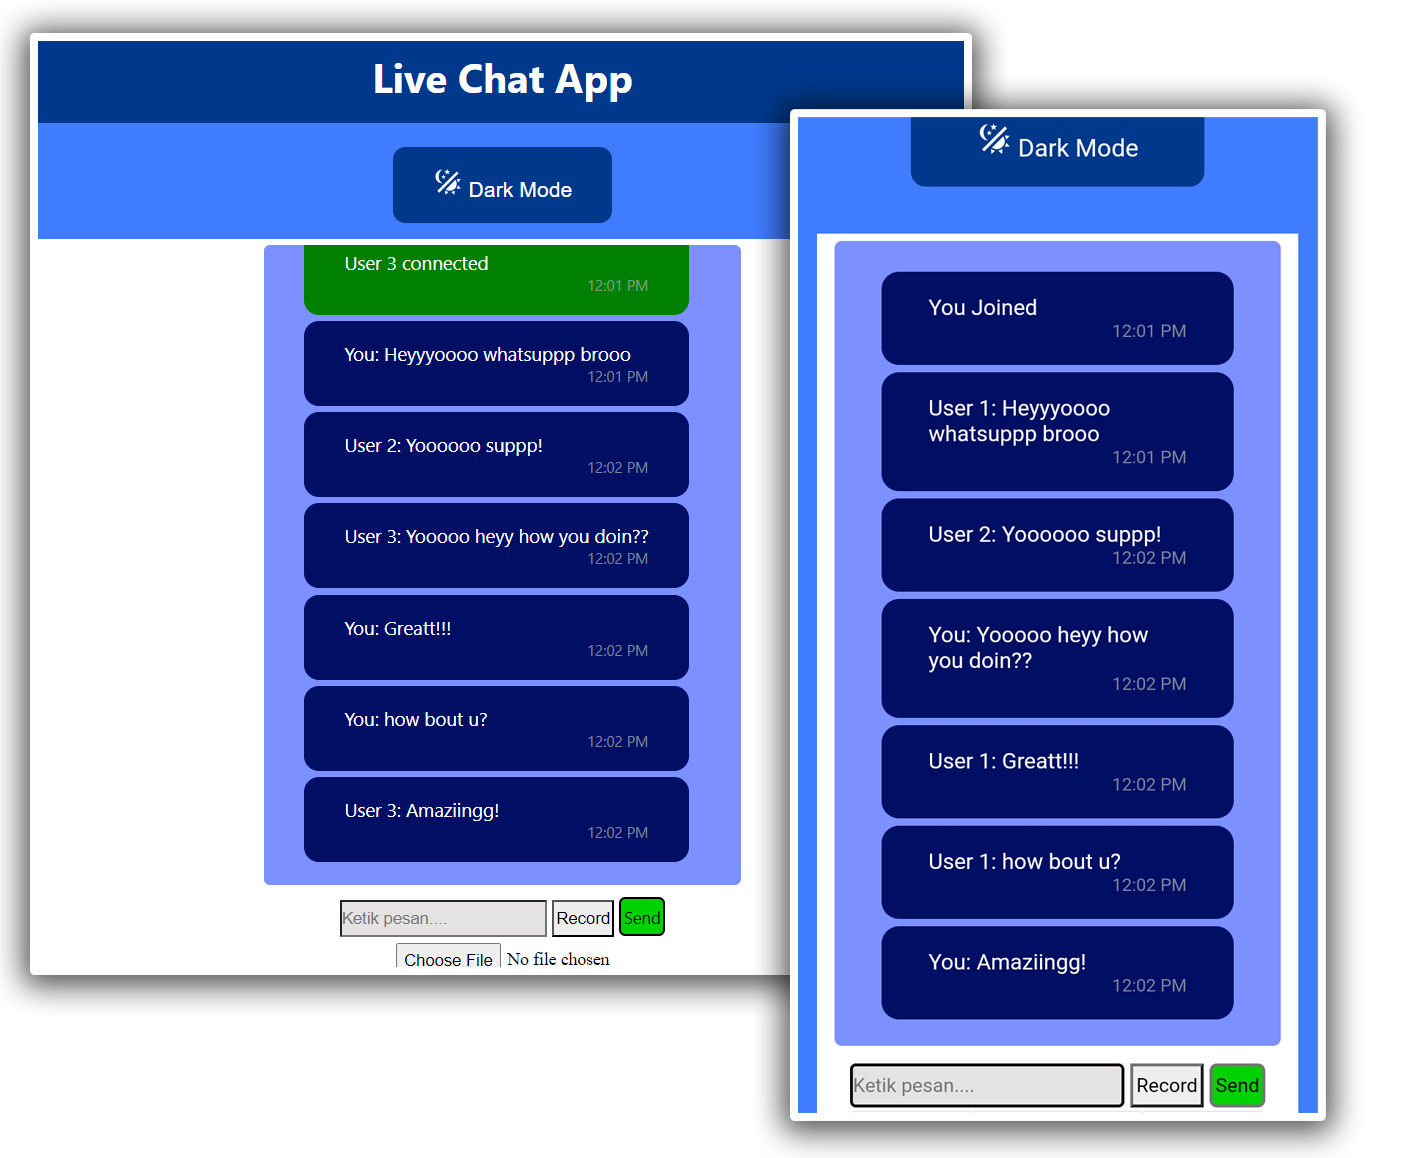 Live Chat App
Dark Mode
User 3 connected
12:01 PM
You: Heyyyoooo whatsuppp brooo
12:01 PM
User 2: Yoooooo suppp!
12:02 PM
User 3: Yooooo heyy how you doin??
12:02 PM
You: Greatt!!!
12:02 PM
You: how bout u?
12:02 PM
User 3: Amaziingg!
12:02 PM
Ketik pesan....
Record
Send
Choose File
No file chosen
Dark Mode
You Joined
12:01 PM
User 1: Heyyyoooo
whatsuppp brooo
12:01 PM
User 2: Yoooooo suppp!
12:02 PM
You: Yooooo heyy how
you doin??
12:02 PM
User 1: Greatt!!!
12:02 PM
User 1: how bout u?
12:02 PM
You: Amaziingg!
12:02 PM
Ketik pesan....
Record
Send